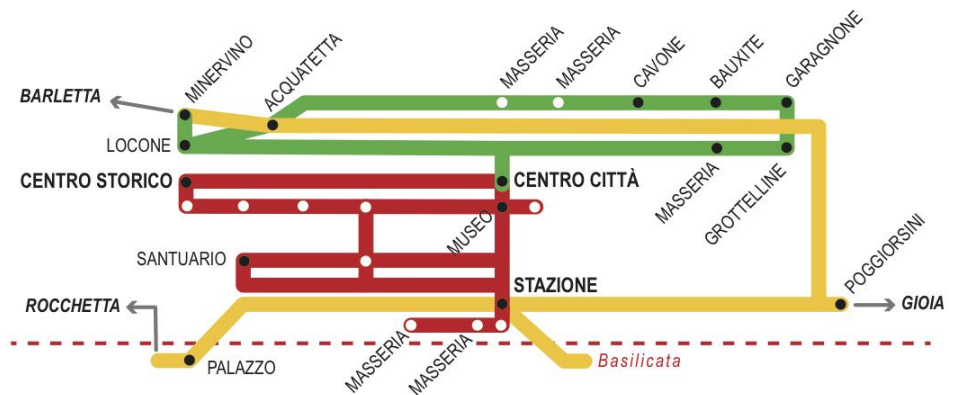 MINERVINO
ACQUATETTA
MASSERIA
MASSERIA
CAVONE
BAUXITE
GARAGNONE
BARLETTA
LOCONE
CENTRO STORICO
CENTRO CITTÀ
MASSERIA
GROTTELLINE
MUSEO
SANTUARIO
STAZIONE
POGGIORSINI
ROCCHETTA
GIOIA
MASSERIA
MASSERIA
PALAZZO
Basilicata